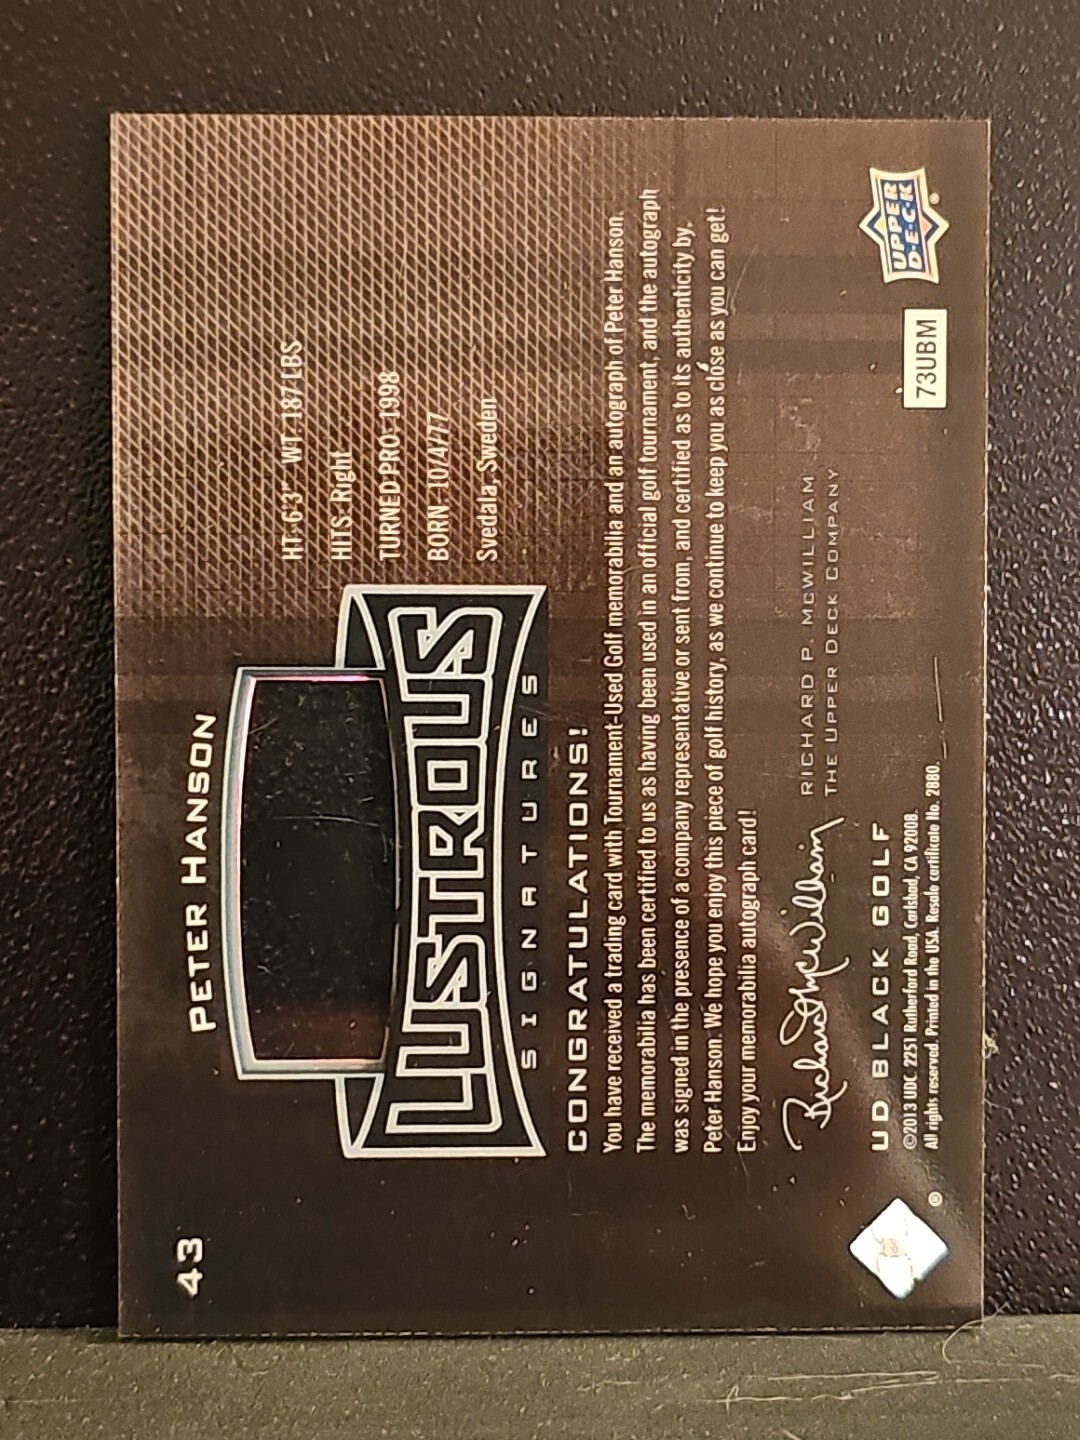 43
PETER HANSON
HT: 6'3" WT: 187 LBS
HITS: Right
TURNED PRO: 1998
BORN: 10/4/77
Svedala, Sweden
LUSTROUS
SIGNATURES
CONGRATULATIONS!
You have received a trading card with Tournament-Used Golf memorabilia and an autograph of Peter Hanson.
The memorabilia has been certified to us as having been used in an official golf tournament, and the autograph
was signed in the presence of a company representative or sent from, and certified as to its authenticity by,
Peter Hanson. We hope you enjoy this piece of golf history, as we continue to keep you as close as you can get!
Enjoy your memorabilia autograph card!
Richard P. McWilliam
RICHARD P. MCWILLIAM
THE UPPER DECK COMPANY
UD BLACK GOLF
©2013 UDC, 2251 Rutherford Road, Carlsbad, CA 92008.
All rights reserved. Printed in the USA. Resale certificate No. 2880.
®
73UBM
UPPER
D·E·C·K
®